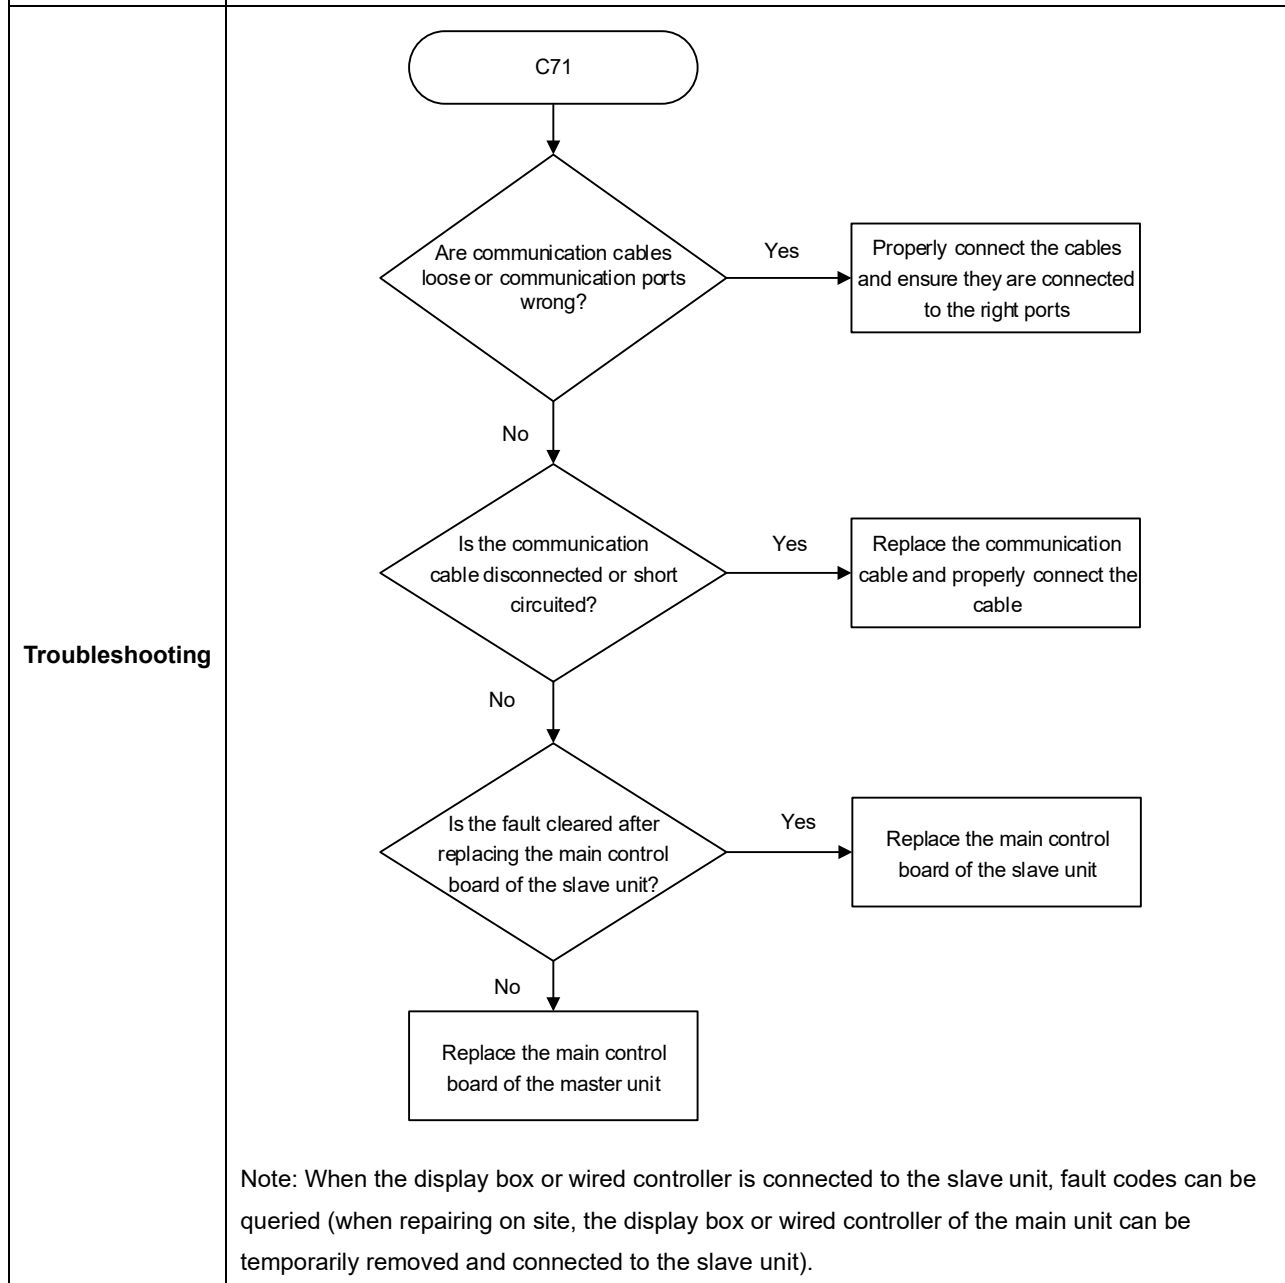 C71
Are communication cables
loose or communication ports
wrong?
Yes
Properly connect the cables
and ensure they are connected
to the right ports
No
Is the communication
cable disconnected or short
circuited?
Yes
Replace the communication
cable and properly connect the
cable
Troubleshooting
No
Is the fault cleared after
replacing the main control
board of the slave unit?
Yes
Replace the main control
board of the slave unit
No
Replace the main control
board of the master unit
Note: When the display box or wired controller is connected to the slave unit, fault codes can be
queried (when repairing on site, the display box or wired controller of the main unit can be
temporarily removed and connected to the slave unit).